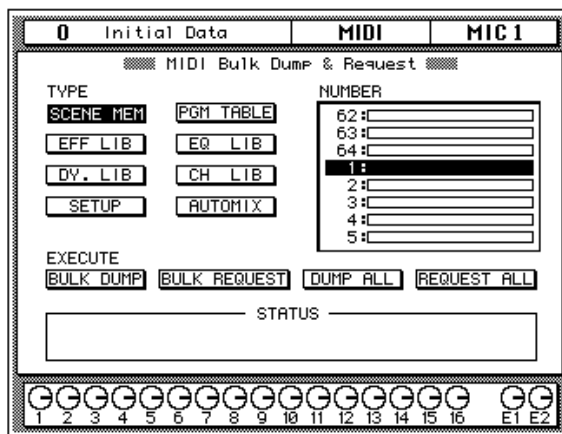 0 Initial Data MIDI MIC 1
MIDI Bulk Dump & Request
TYPE NUMBER
SCENE MEM PGM TABLE
EFF LIB EQ LIB
DY. LIB CH LIB
SETUP AUTOMIX
62:
63:
64:
1:
2:
3:
4:
5:
EXECUTE
BULK DUMP BULK REQUEST DUMP ALL REQUEST ALL
STATUS
1 2 3 4 5 6 7 8 9 10 11 12 13 14 15 16 E1 E2